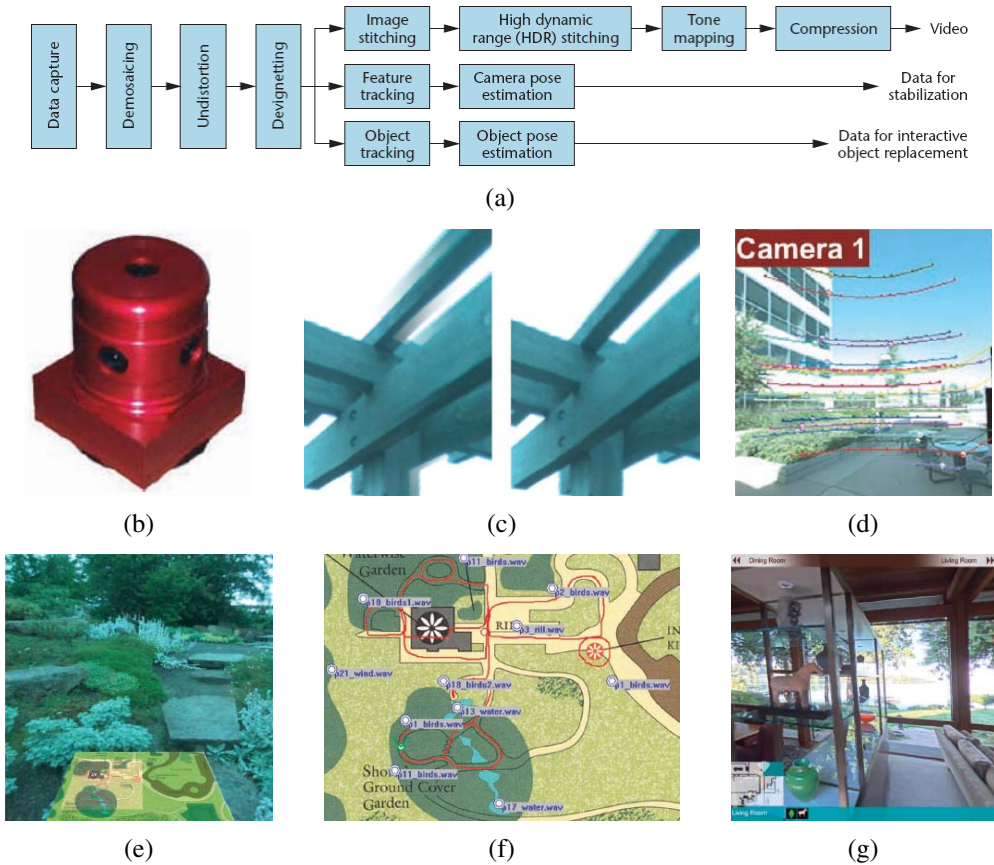 Data capture
Demosaicing
Undistortion
Devignetting
Image
stitching
High dynamic
range (HDR) stitching
Tone
mapping
Compression
Video
Feature
tracking
Camera pose
estimation
Data for
stabilization
Object
tracking
Object pose
estimation
Data for interactive
object replacement
(a)
Camera 1
(b)
(c)
(d)
Garden
p11_birds.wav
p2_birds.wav
p18_birds1.wav
p3_rill.wav
p21_wind.wav
p18_birds2.wav
p1_birds.wav
p13_water.wav
p1_birds.wav
p11_birds.wav
Ground Cover
Garden
p17_water.wav
Dining Room
Living Room
Living Room
(e)
(f)
(g)